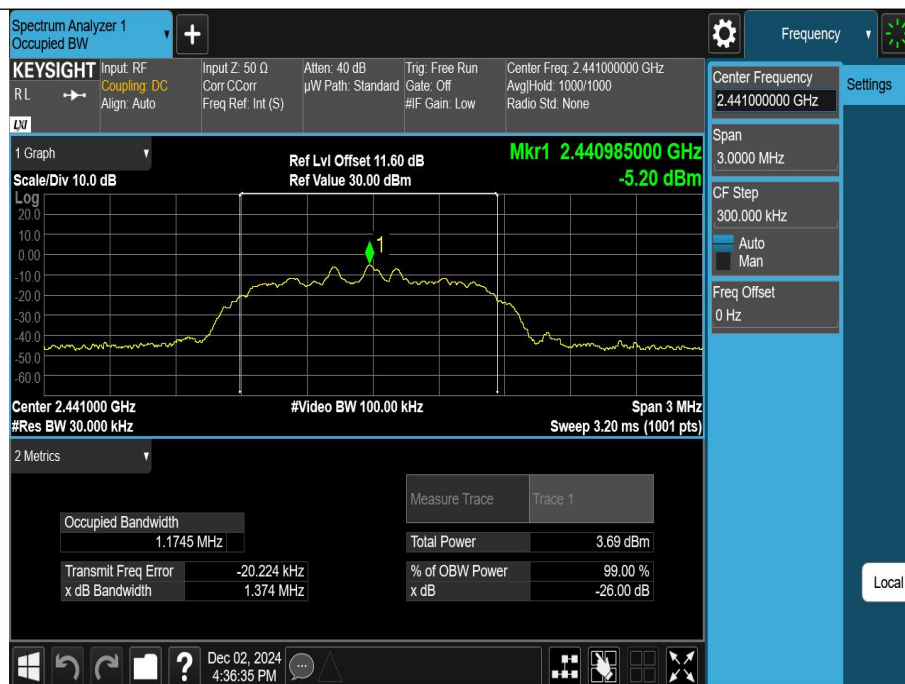 Spectrum Analyzer 1
Occupied BW
Frequency
KEYSIGHT
RL
LXI
Input: RF
Coupling: DC
Align: Auto
Input Z: 50 Ω
Corr CCorr
Freq Ref: Int (S)
Atten: 40 dB
µW Path: Standard
Trig: Free Run
Gate: Off
#IF Gain: Low
Center Freq: 2.441000000 GHz
Avg|Hold: 1000/1000
Radio Std: None
Center Frequency
2.441000000 GHz
Settings
Span
3.0000 MHz
CF Step
300.000 kHz
Auto
Man
Freq Offset
0 Hz
Local
1 Graph
Scale/Div 10.0 dB
Ref Lvl Offset 11.60 dB
Ref Value 30.00 dBm
Mkr1 2.440985000 GHz
-5.20 dBm
Log
20.0
10.0
0.00
-10.0
-20.0
-30.0
-40.0
-50.0
-60.0
1
Center 2.441000 GHz
#Res BW 30.000 kHz
#Video BW 100.00 kHz
Span 3 MHz
Sweep 3.20 ms (1001 pts)
2 Metrics
Measure Trace
Trace 1
Occupied Bandwidth
1.1745 MHz
Total Power
3.69 dBm
Transmit Freq Error
-20.224 kHz
% of OBW Power
99.00 %
x dB Bandwidth
1.374 MHz
x dB
-26.00 dB
?
Dec 02, 2024
4:36:35 PM